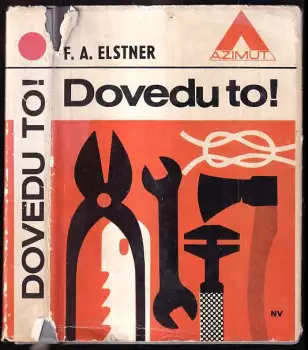 F. A. ELSTNER
AZIMUT
Dovedu to!
DOVEDU TO!
NV